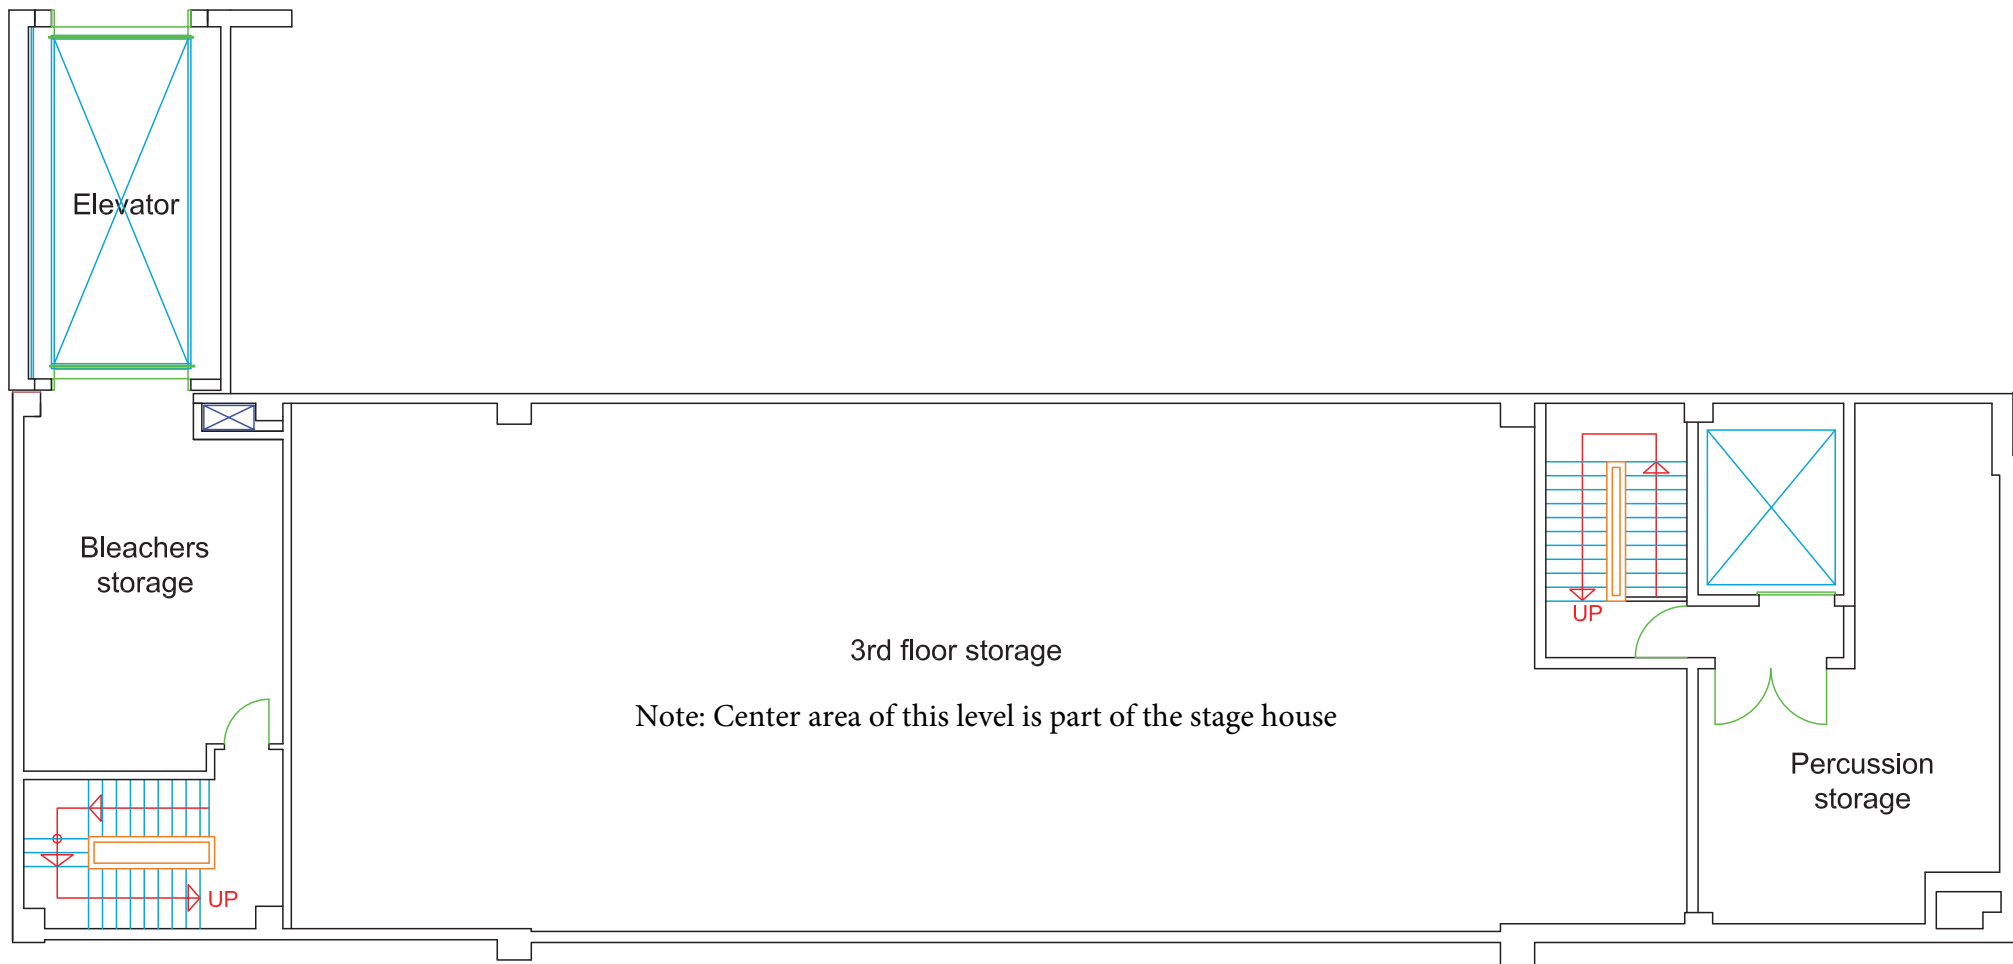 Elevator
Bleachers
storage
3rd floor storage
Note: Center area of this level is part of the stage house
UP
Percussion
storage
UP